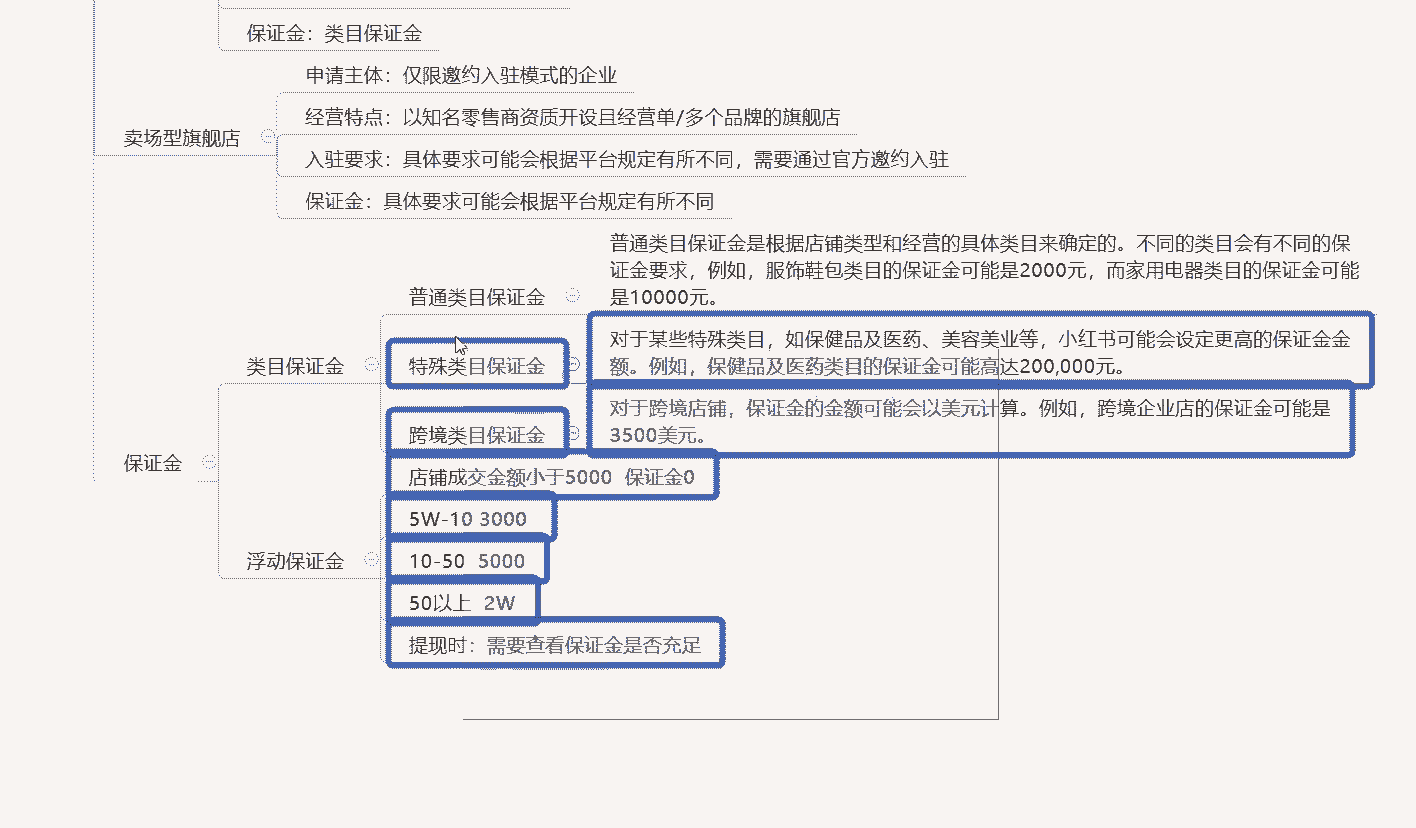 保证金：类目保证金
申请主体：仅限邀约入驻模式的企业
经营特点：以知名零售商资质开设且经营单/多个品牌的旗舰店
卖场型旗舰店
入驻要求：具体要求可能会根据平台规定有所不同，需要通过官方邀约入驻
保证金：具体要求可能会根据平台规定有所不同
普通类目保证金是根据店铺类型和经营的具体类目来确定的。不同的类目会有不同的保
证金要求，例如，服饰鞋包类目的保证金可能是2000元，而家用电器类目的保证金可能
是10000元。
普通类目保证金
对于某些特殊类目，如保健品及医药、美容美业等，小红书可能会设定更高的保证金金
额。例如，保健品及医药类目的保证金可能高达200,000元。
类目保证金
特殊类目保证金
对于跨境店铺，保证金的金额可能会以美元计算。例如，跨境企业店的保证金可能是
3500美元。
跨境类目保证金
保证金
店铺成交金额小于5000 保证金0
5W-10 3000
浮动保证金
10-50 5000
50以上 2W
提现时：需要查看保证金是否充足